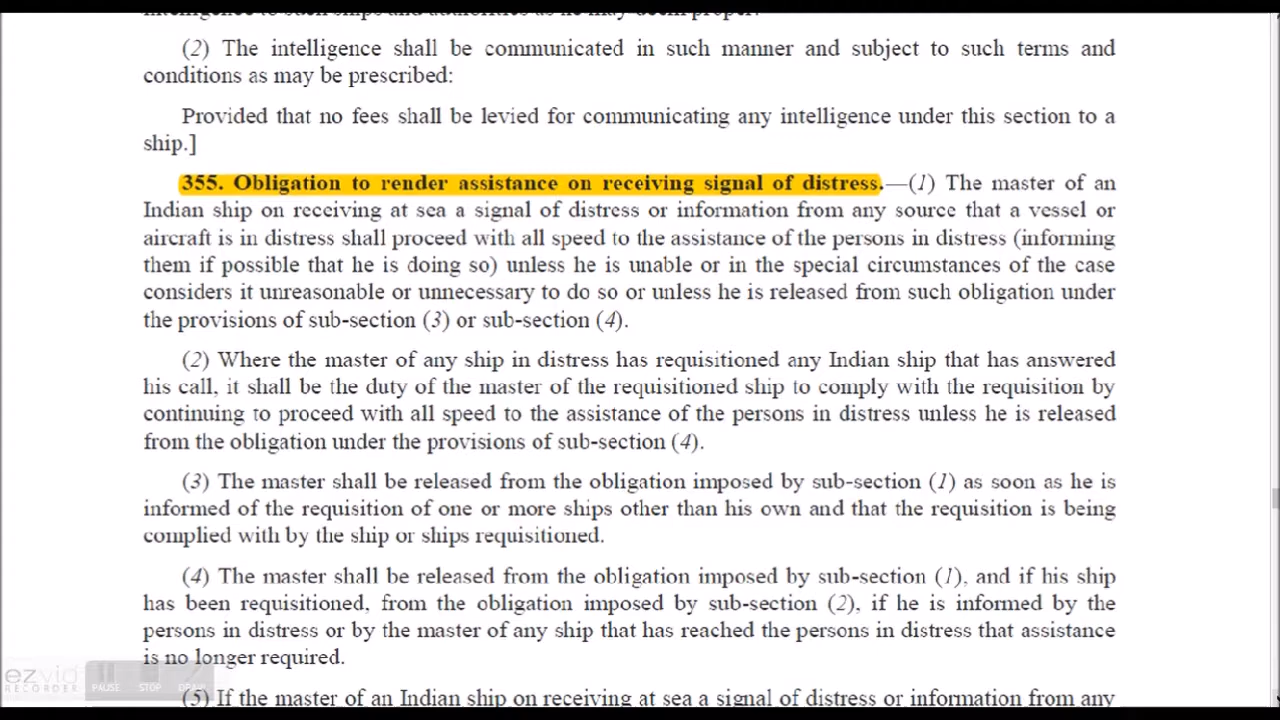 intelligence to such ships and authorities as he may deem proper.
(2) The intelligence shall be communicated in such manner and subject to such terms and
conditions as may be prescribed:
Provided that no fees shall be levied for communicating any intelligence under this section to a
ship.]
355. Obligation to render assistance on receiving signal of distress.—(1) The master of an
Indian ship on receiving at sea a signal of distress or information from any source that a vessel or
aircraft is in distress shall proceed with all speed to the assistance of the persons in distress (informing
them if possible that he is doing so) unless he is unable or in the special circumstances of the case
considers it unreasonable or unnecessary to do so or unless he is released from such obligation under
the provisions of sub-section (3) or sub-section (4).
(2) Where the master of any ship in distress has requisitioned any Indian ship that has answered
his call, it shall be the duty of the master of the requisitioned ship to comply with the requisition by
continuing to proceed with all speed to the assistance of the persons in distress unless he is released
from the obligation under the provisions of sub-section (4).
(3) The master shall be released from the obligation imposed by sub-section (1) as soon as he is
informed of the requisition of one or more ships other than his own and that the requisition is being
complied with by the ship or ships requisitioned.
(4) The master shall be released from the obligation imposed by sub-section (1), and if his ship
has been requisitioned, from the obligation imposed by sub-section (2), if he is informed by the
persons in distress or by the master of any ship that has reached the persons in distress that assistance
is no longer required.
(5) If the master of an Indian ship on receiving at sea a signal of distress or information from any
ezvid
RECORDER
PAUSE STOP DRAW